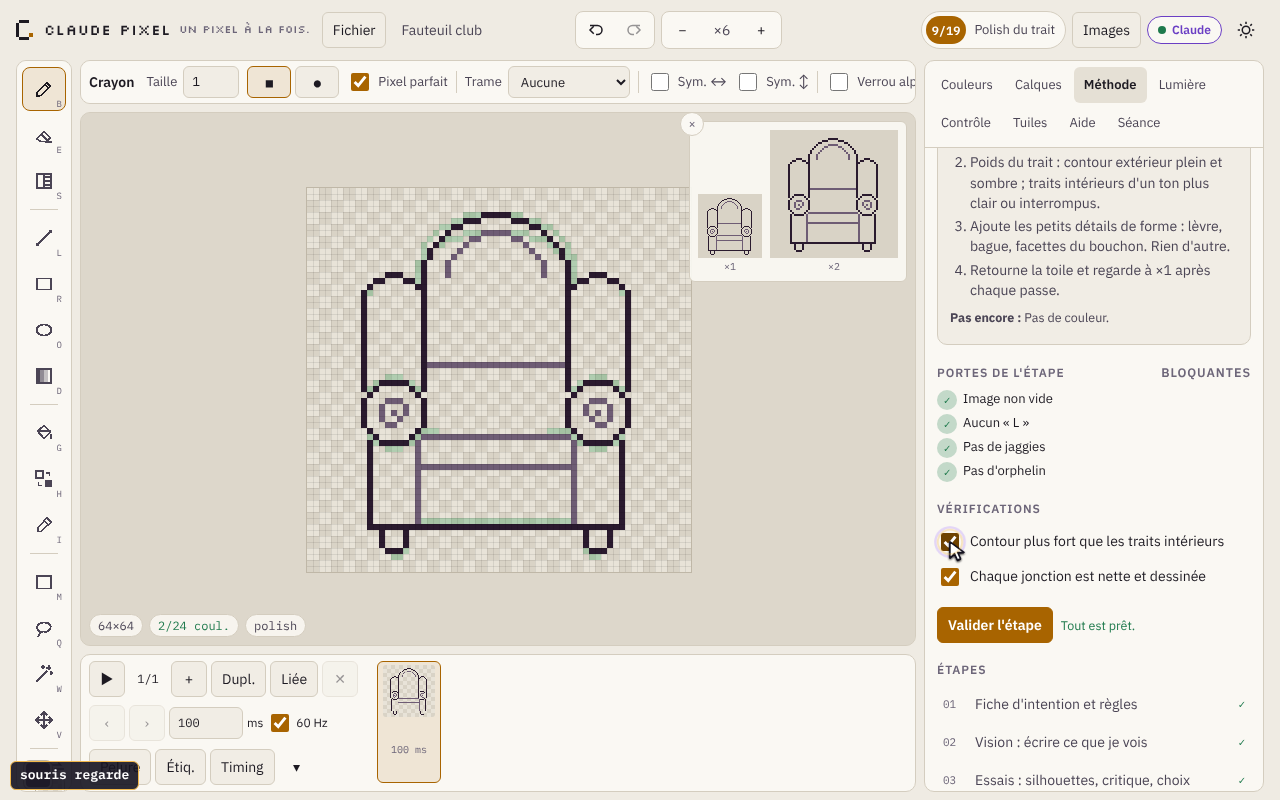 CLAUDE PIXEL UN PIXEL À LA FOIS. Fichier Fauteuil club − ×6 + 9/19 Polish du trait Images Claude
Crayon Taille 1 Pixel parfait Trame Aucune Sym. ↔ Sym. ↕ Verrou alp
B
E
S
L
R
O
D
G
H
I
M
Q
W
V
×
×1 ×2
64×64 2/24 coul. polish
1/1 + Dupl. Liée ×
‹ › 100 ms 60 Hz
Étiq. Timing ▼
100 ms
souris regarde
Couleurs Calques Méthode Lumière
Contrôle Tuiles Aide Séance
2. Poids du trait : contour extérieur plein et
sombre ; traits intérieurs d'un ton plus
clair ou interrompus.
3. Ajoute les petits détails de forme : lèvre,
bague, facettes du bouchon. Rien d'autre.
4. Retourne la toile et regarde à ×1 après
chaque passe.
Pas encore : Pas de couleur.
PORTES DE L'ÉTAPE BLOQUANTES
✓ Image non vide
✓ Aucun « L »
✓ Pas de jaggies
✓ Pas d'orphelin
VÉRIFICATIONS
Contour plus fort que les traits intérieurs
Chaque jonction est nette et dessinée
Valider l'étape Tout est prêt.
ÉTAPES
01 Fiche d'intention et règles ✓
02 Vision : écrire ce que je vois ✓
03 Essais : silhouettes, critique, choix ✓